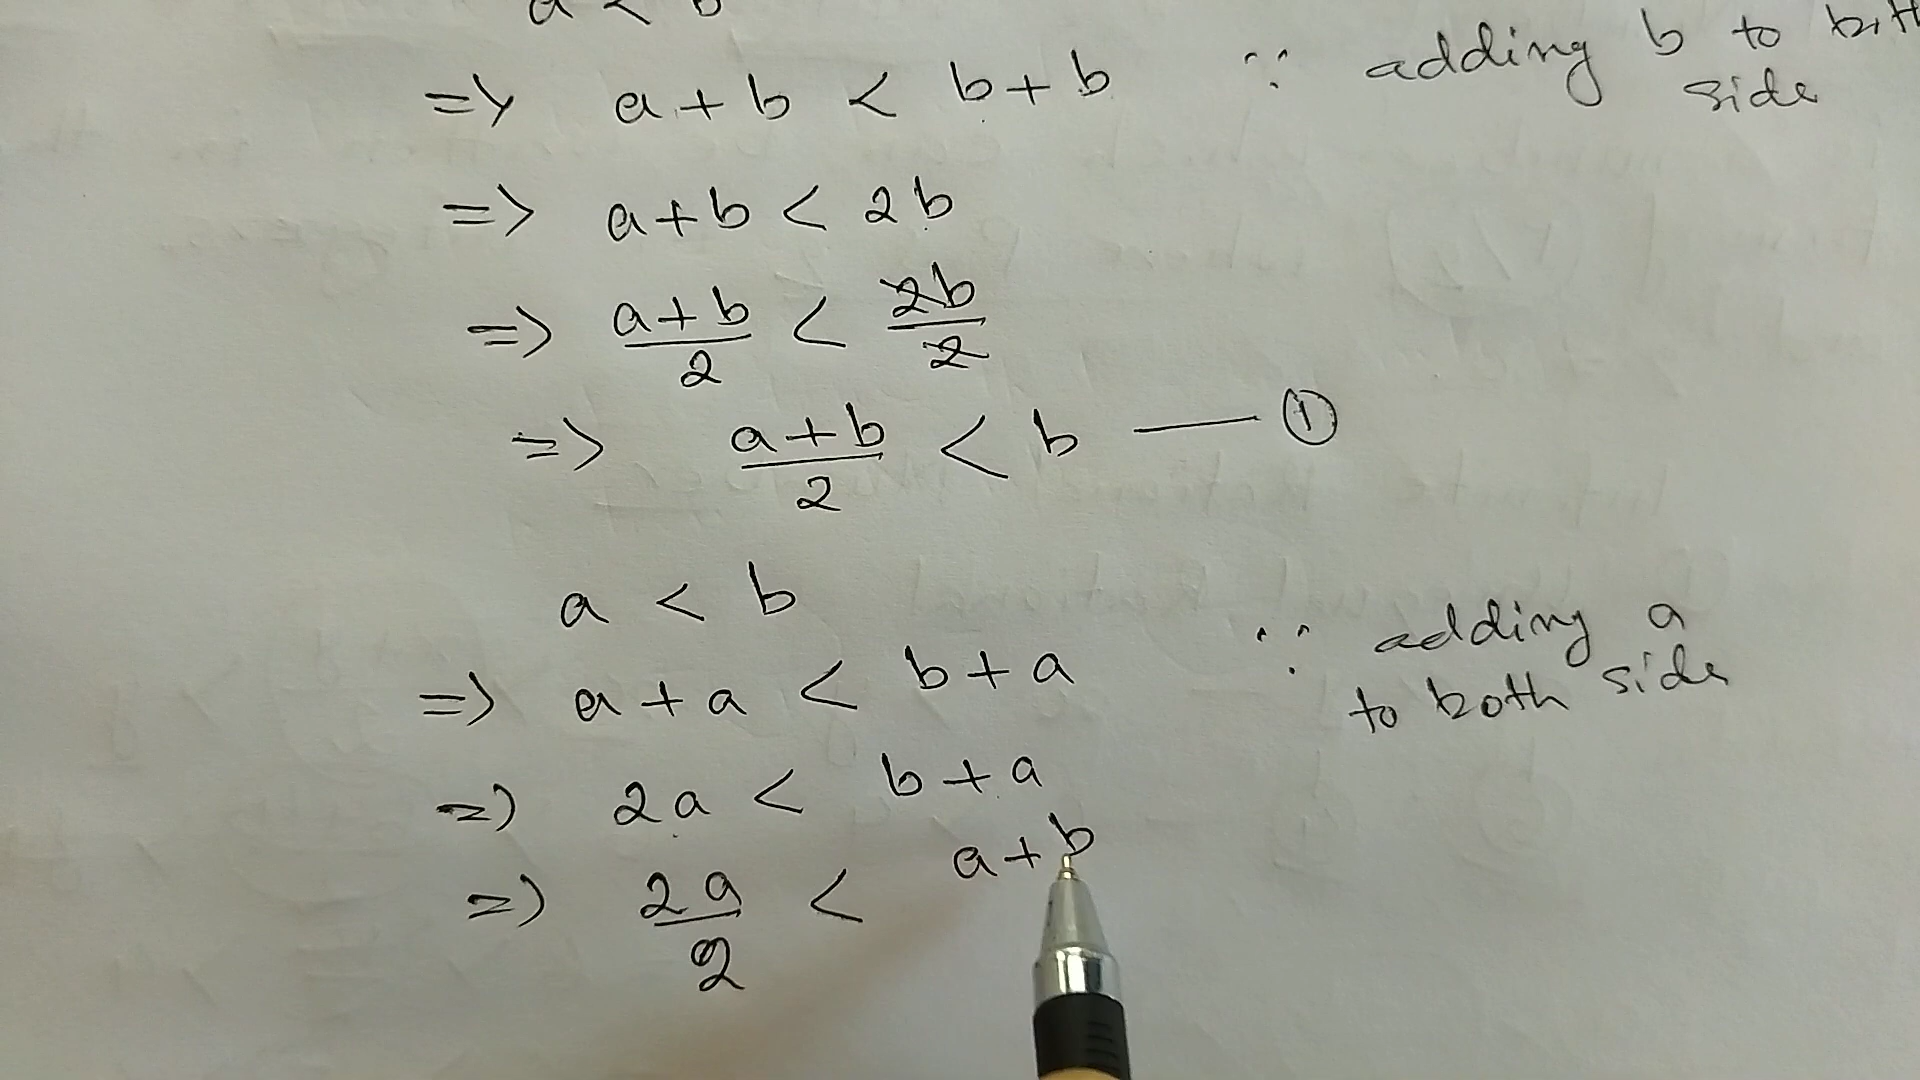 a < b
=> a + b < b + b ∵ adding b to both
side
=> a + b < 2b
=> a+b/2 < 2b/2
=> a+b/2 < b —— ①
a < b
=> a + a < b + a ∵ adding a
to both side
=> 2a < b + a
=> 2a/2 < a+b